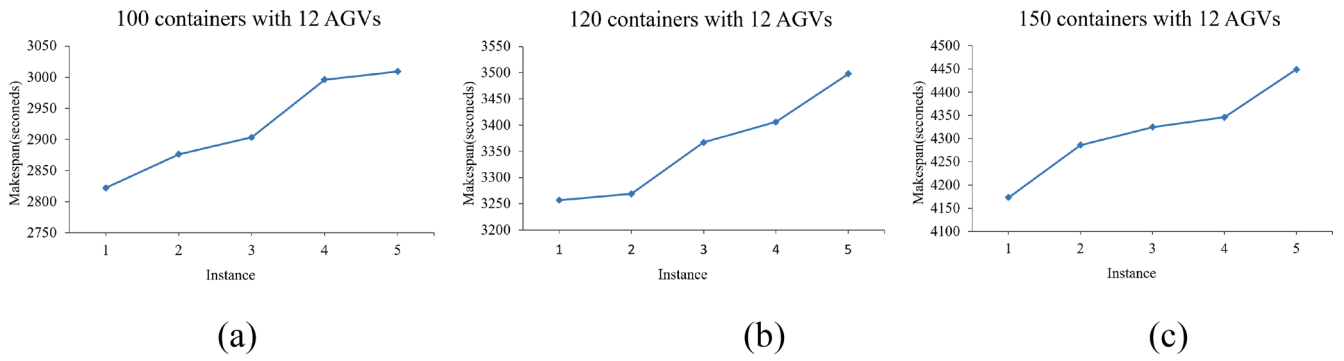 100 containers with 12 AGVs
Makespan(seconeds)
3050
3000
2950
2900
2850
2800
2750
1 2 3 4 5
Instance
(a)
120 containers with 12 AGVs
Makespan(seconeds)
3550
3500
3450
3400
3350
3300
3250
3200
1 2 3 4 5
Instance
(b)
150 containers with 12 AGVs
Makespan(seconeds)
4500
4450
4400
4350
4300
4250
4200
4150
4100
1 2 3 4 5
Instance
(c)